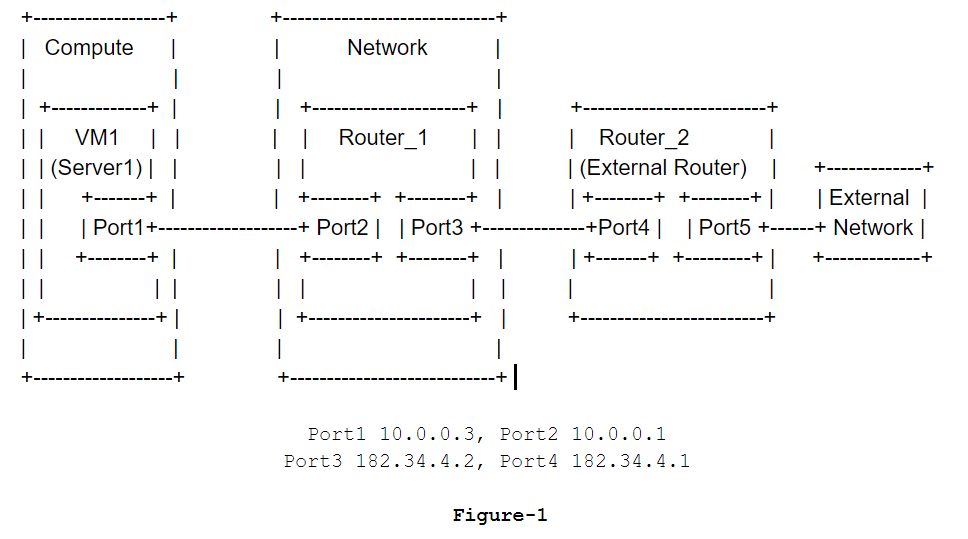 +------------------+ +-----------------------------+
| Compute | | Network |
| | | |
| +-------------+ | | +---------------------+ | +-------------------------+
| | VM1 | | | | Router_1 | | | Router_2 |
| | (Server1) | | | | | | | (External Router) | +-------------+
| | +-------+ | | +--------+ +--------+ | | +--------+ +---------+ | | External |
| | | Port1+-------------------+ Port2 | | Port3 +--------------+Port4 | | Port5 +------+ Network |
| | +--------+ | | +--------+ +--------+ | | +-------+ +---------+ | +-------------+
| | | | | | | | | |
| +---------------+ | | +----------------------+ | +-------------------------+
| | | |
+-------------------+ +----------------------------+ |
Port1 10.0.0.3, Port2 10.0.0.1
Port3 182.34.4.2, Port4 182.34.4.1
Figure-1